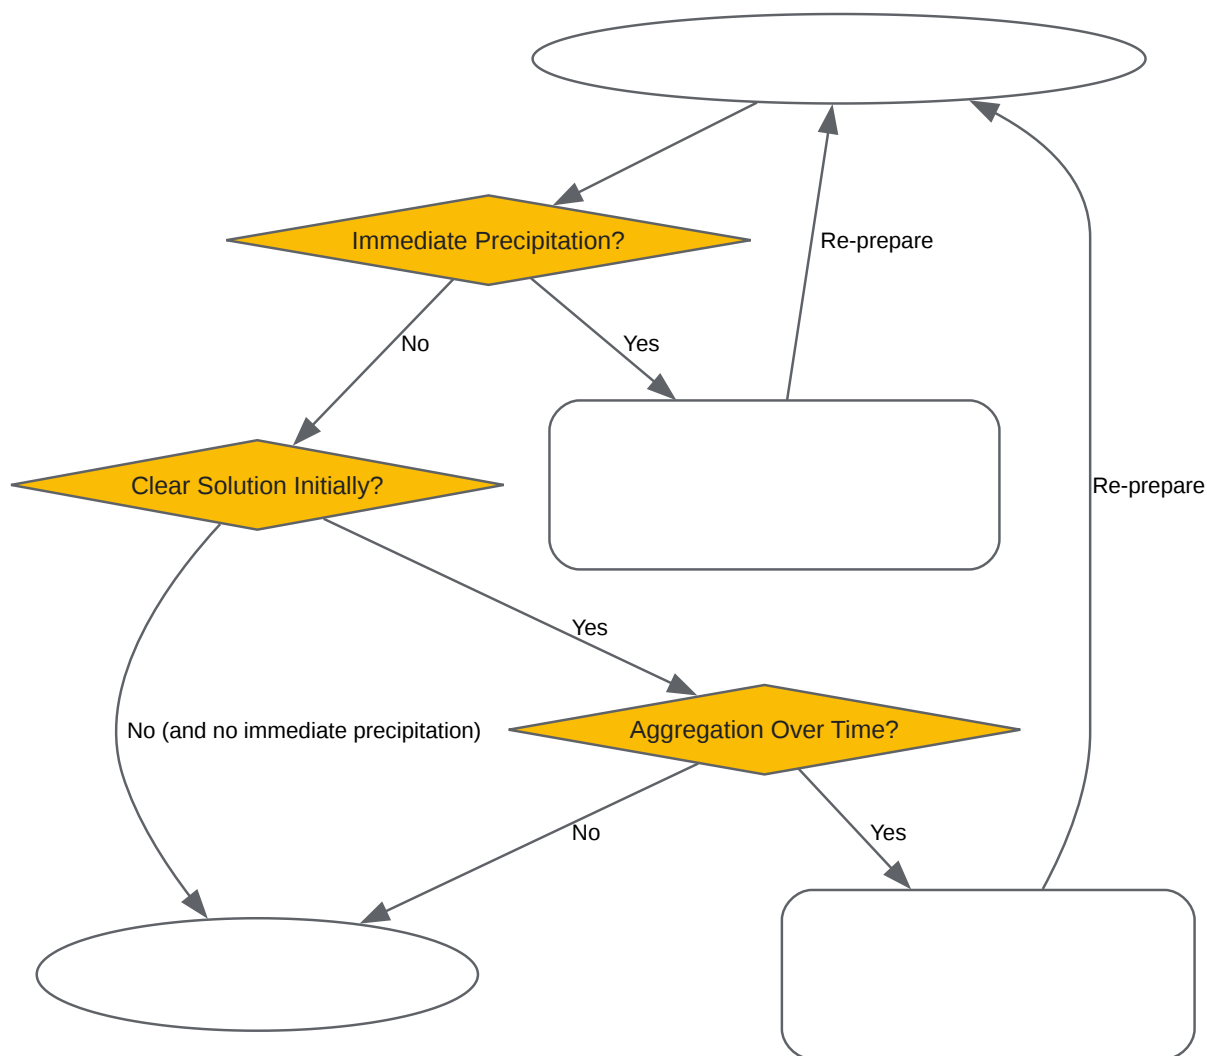 Immediate Precipitation?
Re-prepare
No
Yes
Clear Solution Initially?
Re-prepare
Yes
No (and no immediate precipitation)
Aggregation Over Time?
No
Yes